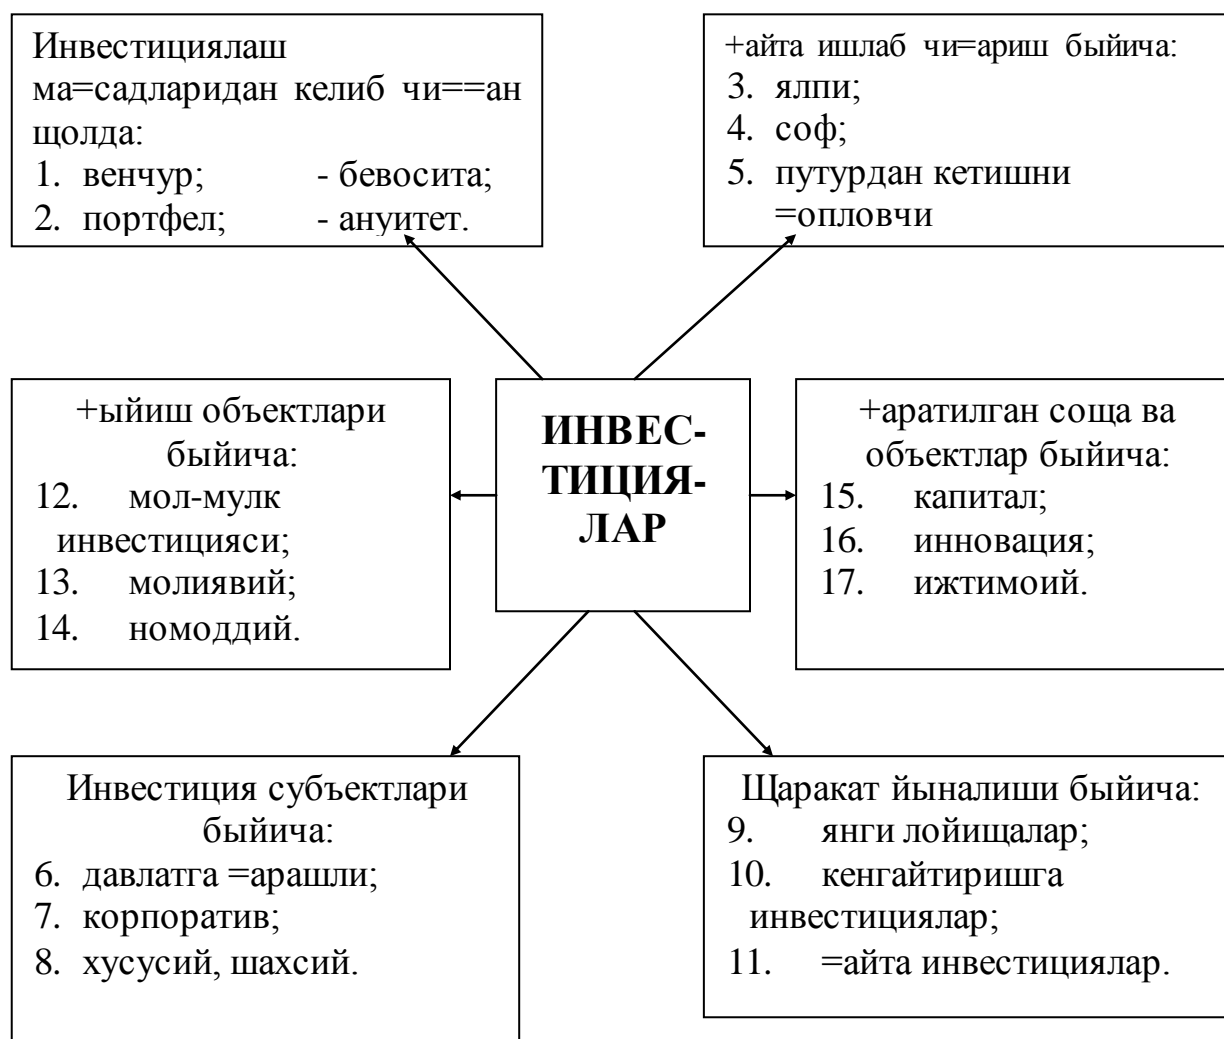 Инвестициялаш
ма=садларидан келиб чи==ан
щолда:
1. венчур; - бевосита;
2. портфел; - ануитет.
+айта ишлаб чи=ариш быйича:
3. ялпи;
4. соф;
5. путурдан кетишни
=опловчи
+ыйиш объектлари
быйича:
12. мол-мулк
инвестицияси;
13. молиявий;
14. номоддий.
ИНВЕС-
ТИЦИЯ-
ЛАР
+аратилган соща ва
объектлар быйича:
15. капитал;
16. инновация;
17. ижтимоий.
Инвестиция субъектлари
быйича:
6. давлатга =арашли;
7. корпоратив;
8. хусусий, шахсий.
Щаракат йыналиши быйича:
9. янги лойищалар;
10. кенгайтиришга
инвестициялар;
11. =айта инвестициялар.